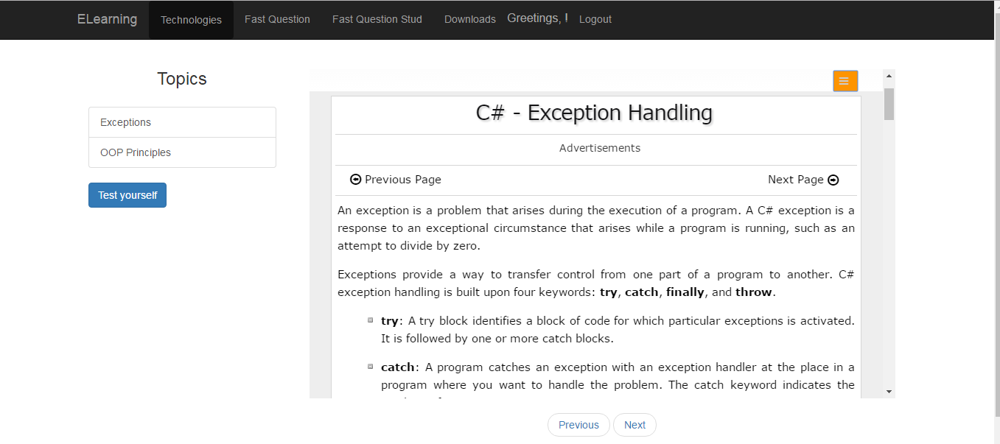 ELearning Technologies Fast Question Fast Question Stud Downloads Greetings, ! Logout
Topics
Exceptions
OOP Principles
Test yourself
C# - Exception Handling
Advertisements
Previous Page Next Page
An exception is a problem that arises during the execution of a program. A C# exception is a
response to an exceptional circumstance that arises while a program is running, such as an
attempt to divide by zero.
Exceptions provide a way to transfer control from one part of a program to another. C#
exception handling is built upon four keywords: try, catch, finally, and throw.
try: A try block identifies a block of code for which particular exceptions is activated.
It is followed by one or more catch blocks.
catch: A program catches an exception with an exception handler at the place in a
program where you want to handle the problem. The catch keyword indicates the
Previous Next